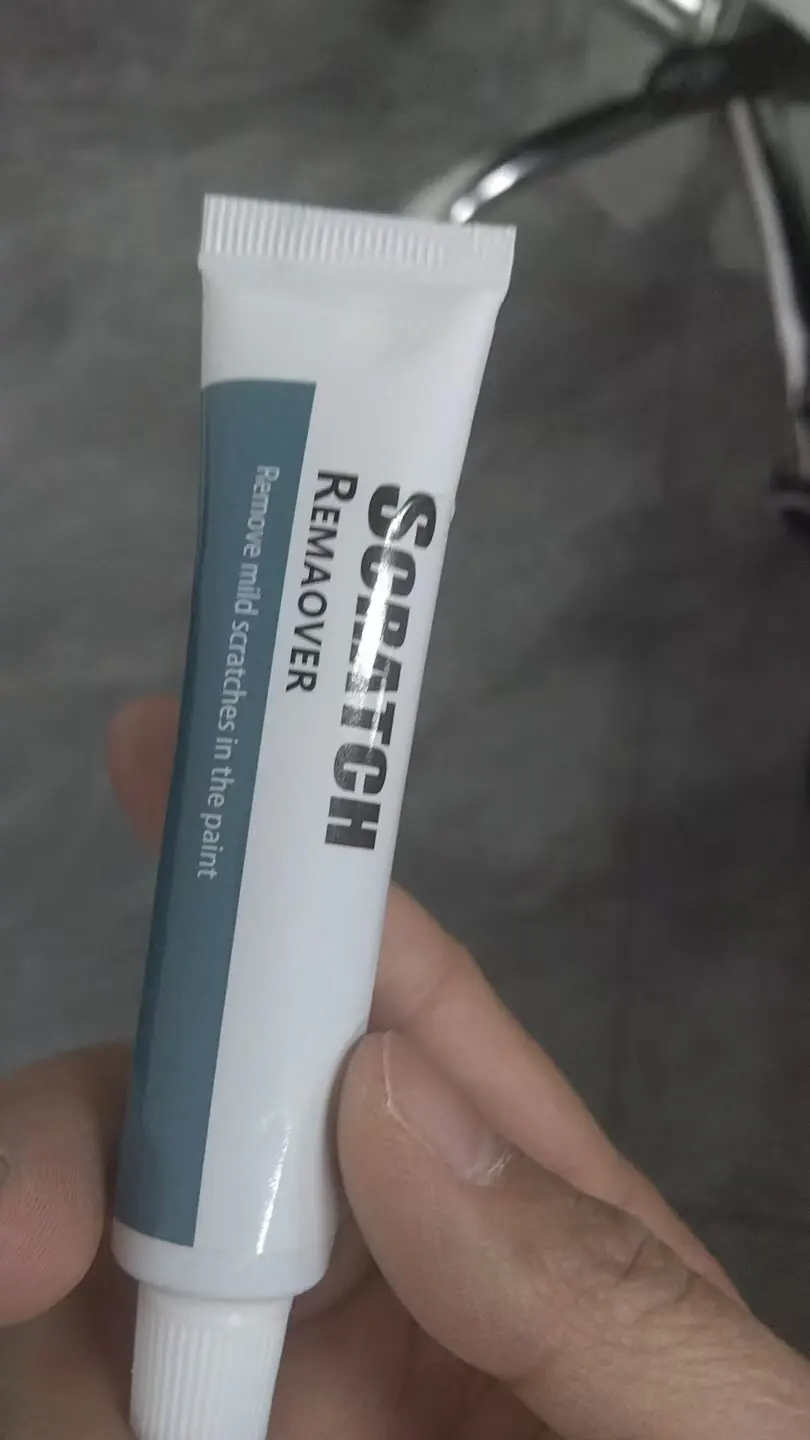 SCRATCH
REMAOVER
Remove mild scratches in the paint